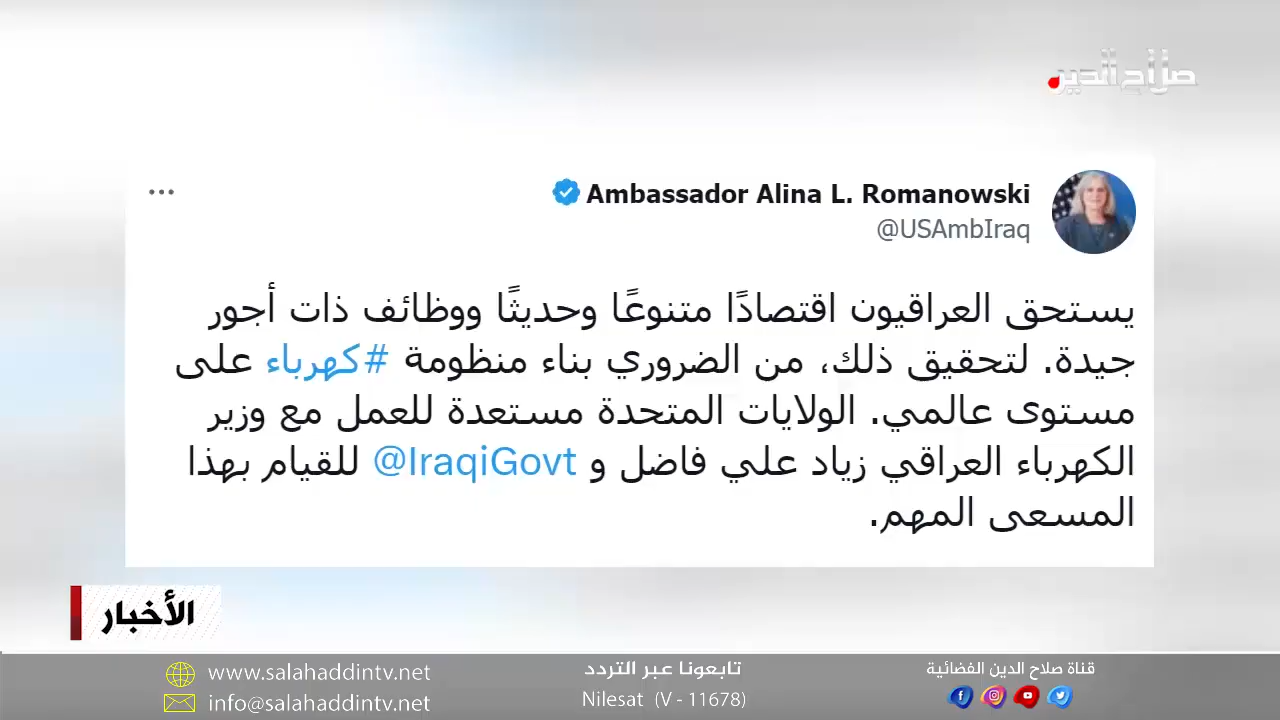 صلاح الدين
Ambassador Alina L. Romanowski
@USAmbIraq
يستحق العراقيون اقتصادًا متنوعًا وحديثًا ووظائف ذات أجور
جيدة. لتحقيق ذلك، من الضروري بناء منظومة #كهرباء على
مستوى عالمي. الولايات المتحدة مستعدة للعمل مع وزير
الكهرباء العراقي زياد علي فاضل و @IraqiGovt للقيام بهذا
المسعى المهم.
الأخبار
قناة صلاح الدين الفضائية
تابعونا عبر التردد
Nilesat (V - 11678)
www.salahaddintv.net
info@salahaddintv.net